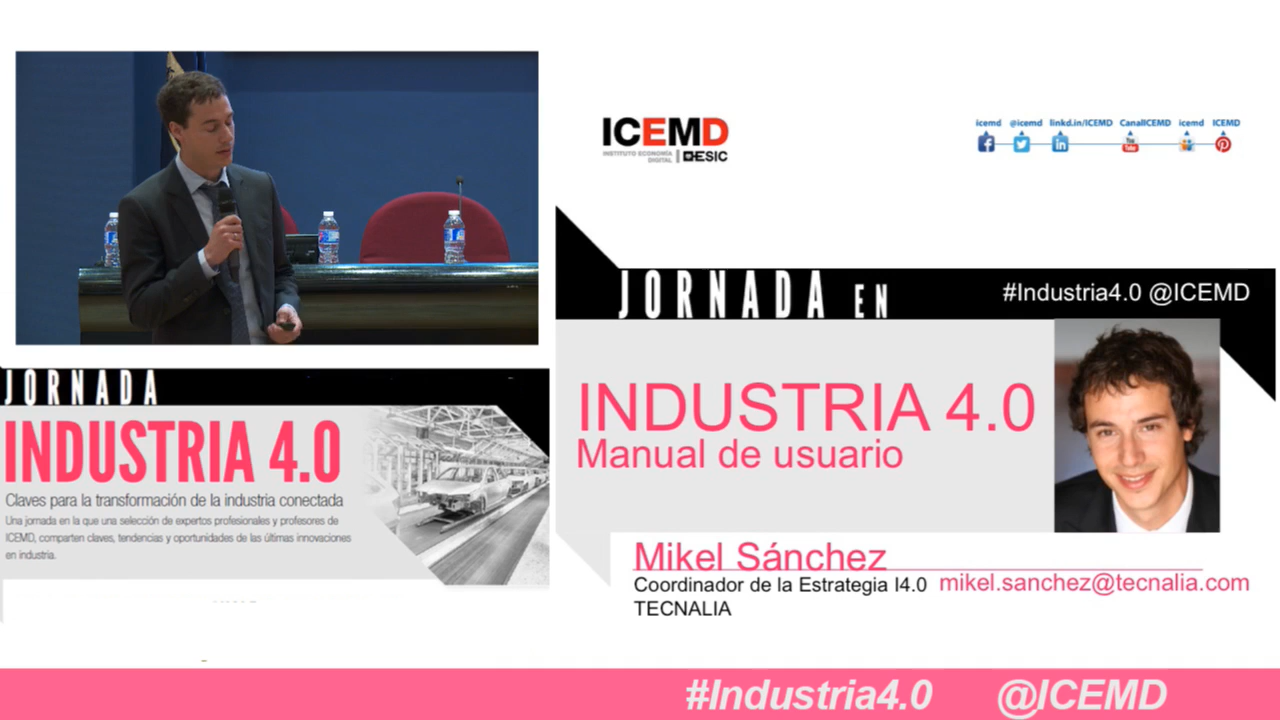 ICEMD
INSTITUTO ECONOMÍA
DIGITAL
ESIC
icemd @icemd linkd.in/ICEMD CanalICEMD icemd ICEMD
JORNADA EN
#Industria4.0 @ICEMD
INDUSTRIA 4.0
Manual de usuario
Mikel Sánchez
Coordinador de la Estrategia I4.0 mikel.sanchez@tecnalia.com
TECNALIA
JORNADA
INDUSTRIA 4.0
Claves para la transformación de la industria conectada
Una jornada en la que una selección de expertos profesionales y profesores de
ICEMD, comparten claves, tendencias y oportunidades de las últimas innovaciones
en industria.
#Industria4.0 @ICEMD